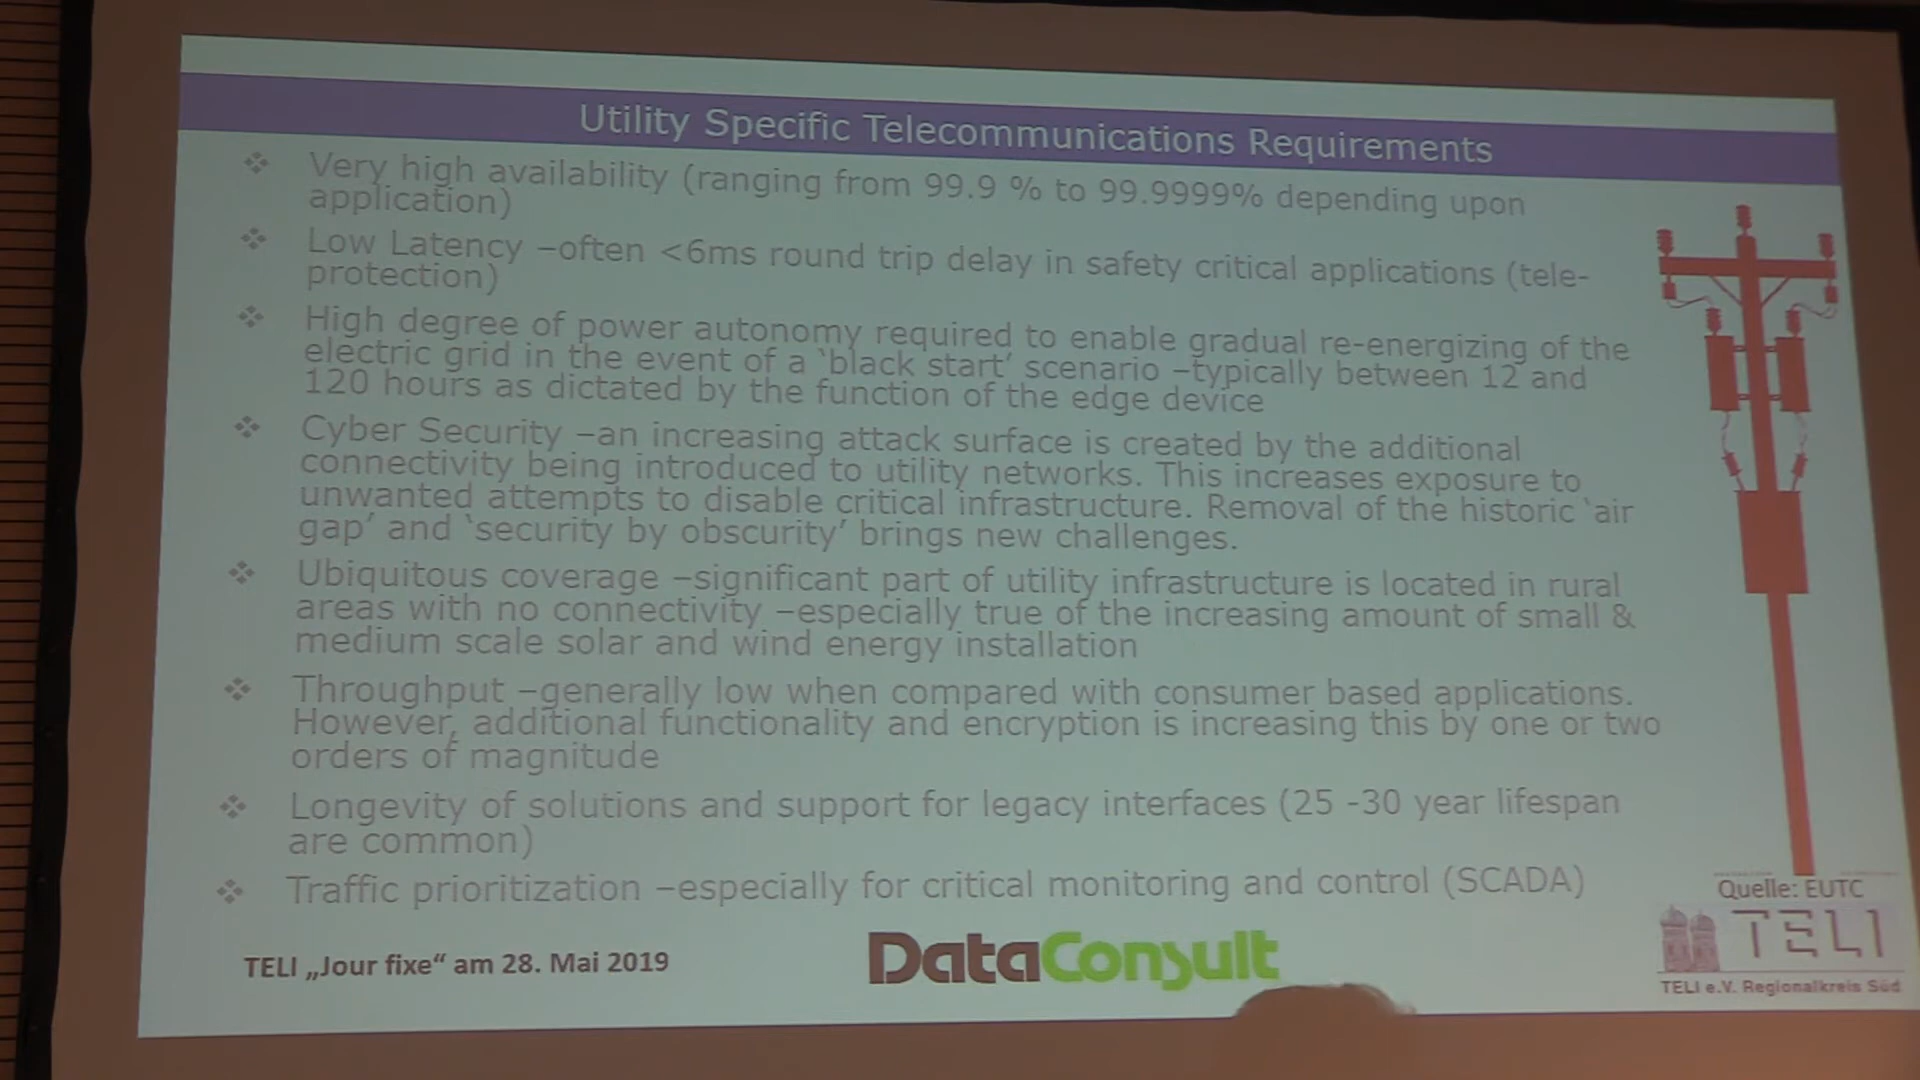 Utility Specific Telecommunications Requirements
Very high availability (ranging from 99.9 % to 99.9999% depending upon
application)
Low Latency –often <6ms round trip delay in safety critical applications (tele-
protection)
High degree of power autonomy required to enable gradual re-energizing of the
electric grid in the event of a ‘black start’ scenario –typically between 12 and
120 hours as dictated by the function of the edge device
Cyber Security –an increasing attack surface is created by the additional
connectivity being introduced to utility networks. This increases exposure to
unwanted attempts to disable critical infrastructure. Removal of the historic ‘air
gap’ and ‘security by obscurity’ brings new challenges.
Ubiquitous coverage –significant part of utility infrastructure is located in rural
areas with no connectivity –especially true of the increasing amount of small &
medium scale solar and wind energy installation
Throughput –generally low when compared with consumer based applications.
However, additional functionality and encryption is increasing this by one or two
orders of magnitude
Longevity of solutions and support for legacy interfaces (25 -30 year lifespan
are common)
Traffic prioritization –especially for critical monitoring and control (SCADA)
Quelle: EUTC
TELI
TELI e.V. Regionalkreis Süd
TELI „Jour fixe“ am 28. Mai 2019
DataConsult